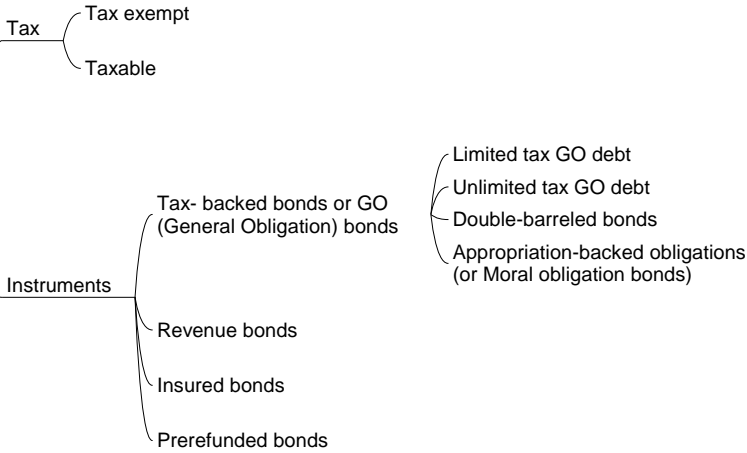 Tax
Tax exempt
Taxable
Instruments
Tax- backed bonds or GO
(General Obligation) bonds
Limited tax GO debt
Unlimited tax GO debt
Double-barreled bonds
Appropriation-backed obligations
(or Moral obligation bonds)
Revenue bonds
Insured bonds
Prerefunded bonds